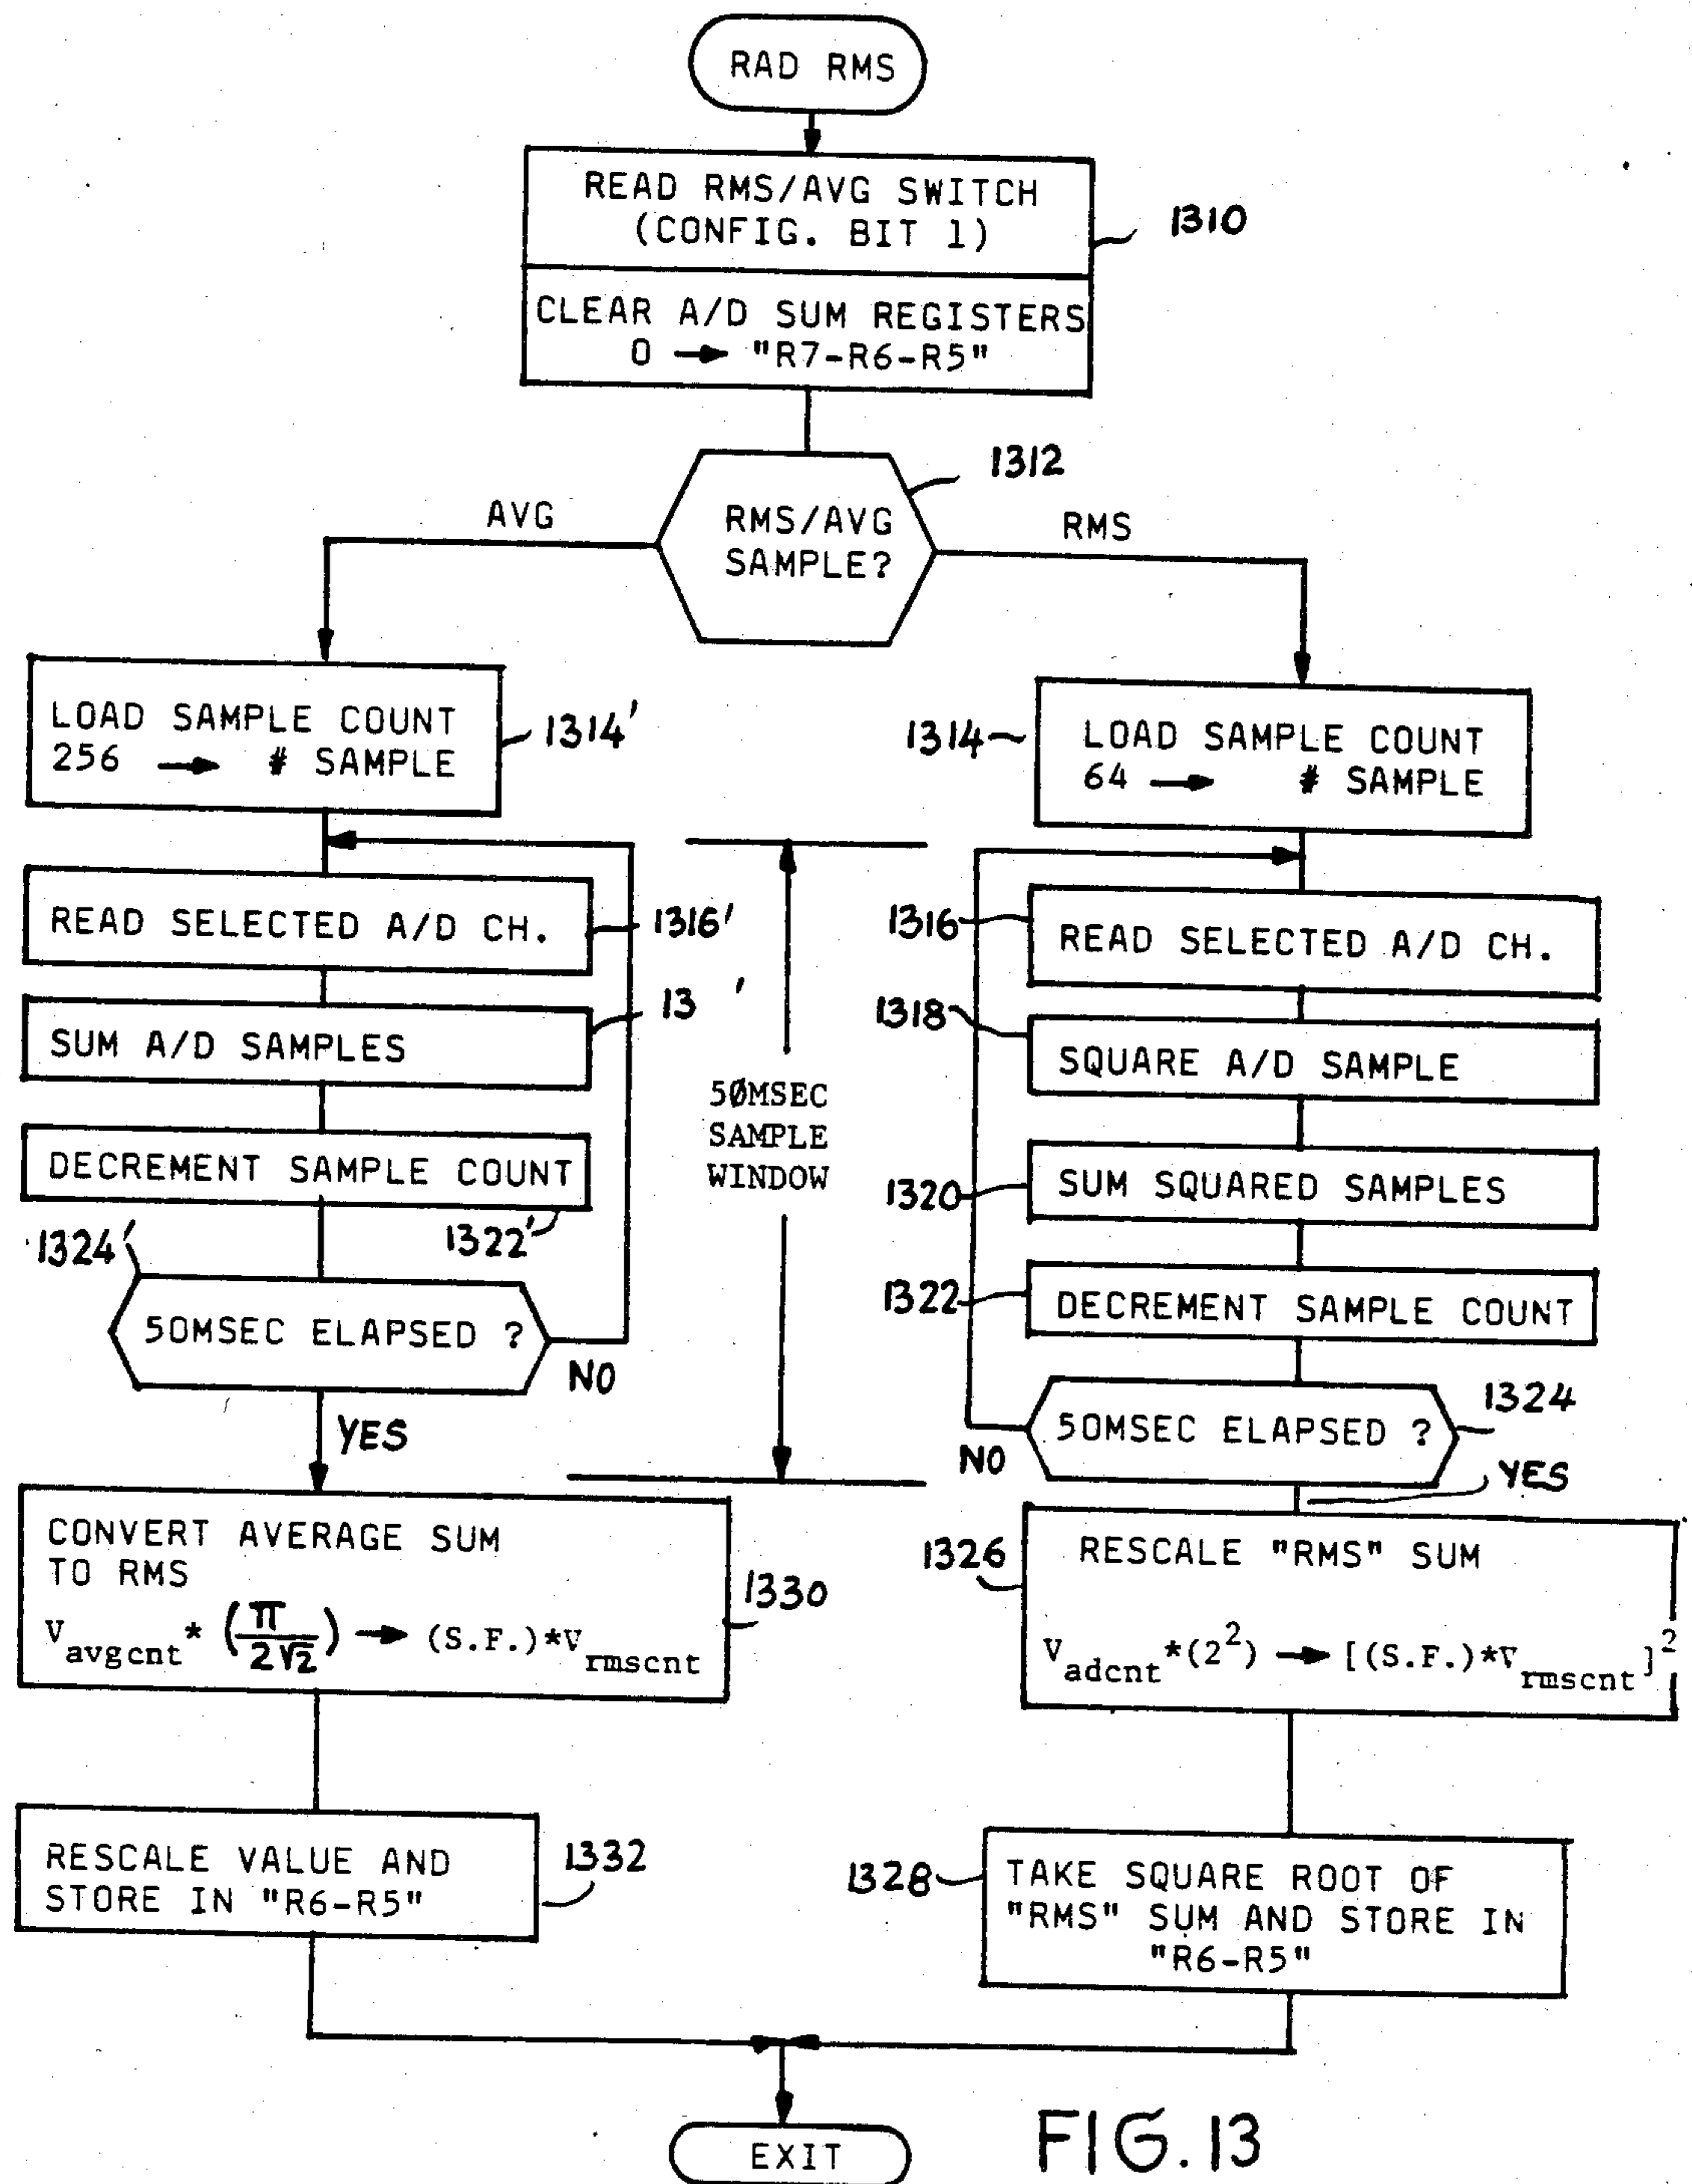 RAD RMS
READ RMS/AVG SWITCH
(CONFIG. BIT 1)
1310
CLEAR A/D SUM REGISTERS
0 → "R7-R6-R5"
1312
RMS/AVG
SAMPLE?
AVG
RMS
LOAD SAMPLE COUNT
256 → # SAMPLE
1314'
1314
LOAD SAMPLE COUNT
64 → # SAMPLE
READ SELECTED A/D CH.
1316'
SUM A/D SAMPLES
13 '
DECREMENT SAMPLE COUNT
1322'
1324'
50MSEC ELAPSED ?
NO
YES
50MSEC
SAMPLE
WINDOW
1316
READ SELECTED A/D CH.
1318
SQUARE A/D SAMPLE
1320
SUM SQUARED SAMPLES
1322
DECREMENT SAMPLE COUNT
1324
50MSEC ELAPSED ?
NO
YES
CONVERT AVERAGE SUM
TO RMS
V_avgcnt * (π/2√2) → (S.F.)*V_rmscnt
1330
RESCALE VALUE AND
STORE IN "R6-R5"
1332
1326
RESCALE "RMS" SUM
V_adcnt *(2²) → [(S.F.)*V_rmscnt]²
1328
TAKE SQUARE ROOT OF
"RMS" SUM AND STORE IN
"R6-R5"
EXIT
FIG. 13